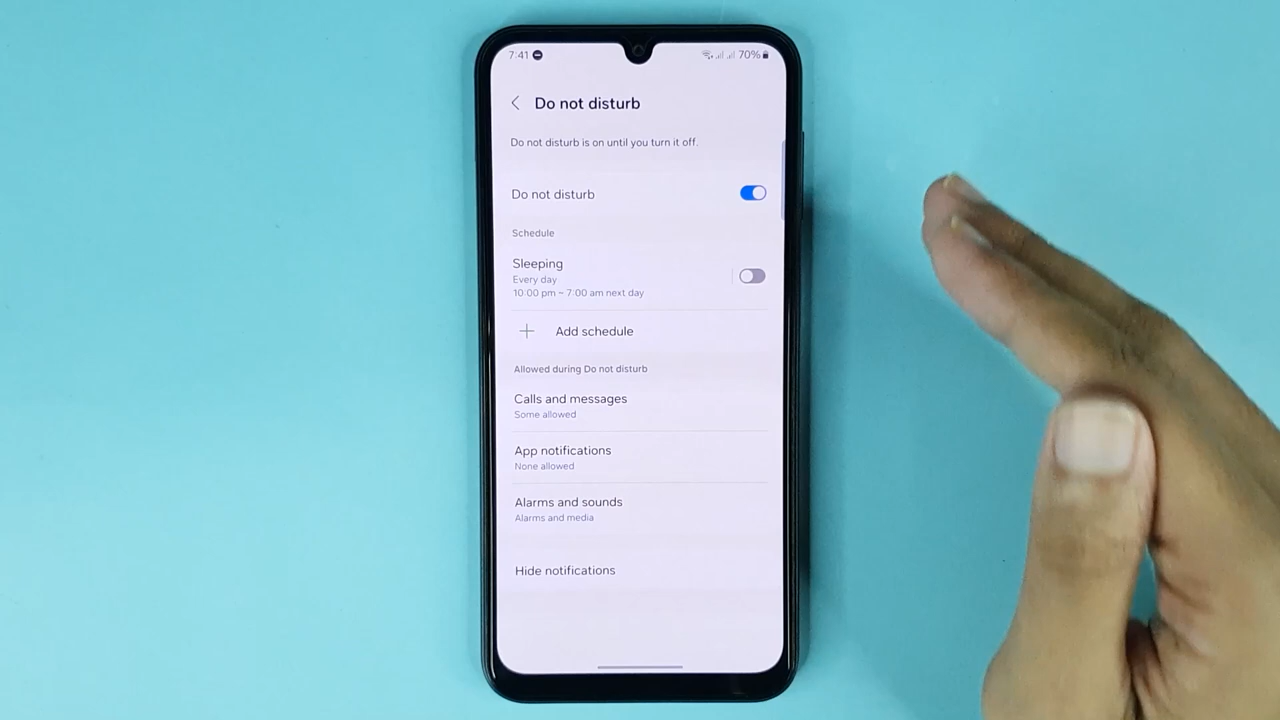 7:41 70%
Do not disturb
Do not disturb is on until you turn it off.
Do not disturb
Schedule
Sleeping
Every day
10:00 pm ~ 7:00 am next day
Add schedule
Allowed during Do not disturb
Calls and messages
Some allowed
App notifications
None allowed
Alarms and sounds
Alarms and media
Hide notifications